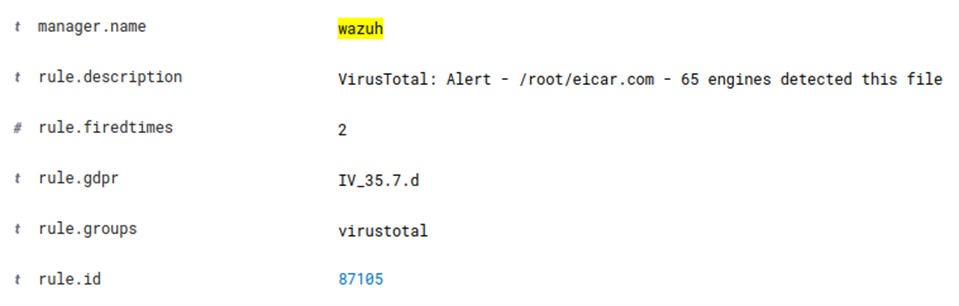 t manager.name wazuh
t rule.description VirusTotal: Alert - /root/eicar.com - 65 engines detected this file
# rule.firedtimes 2
t rule.gdpr IV_35.7.d
t rule.groups virustotal
t rule.id 87105